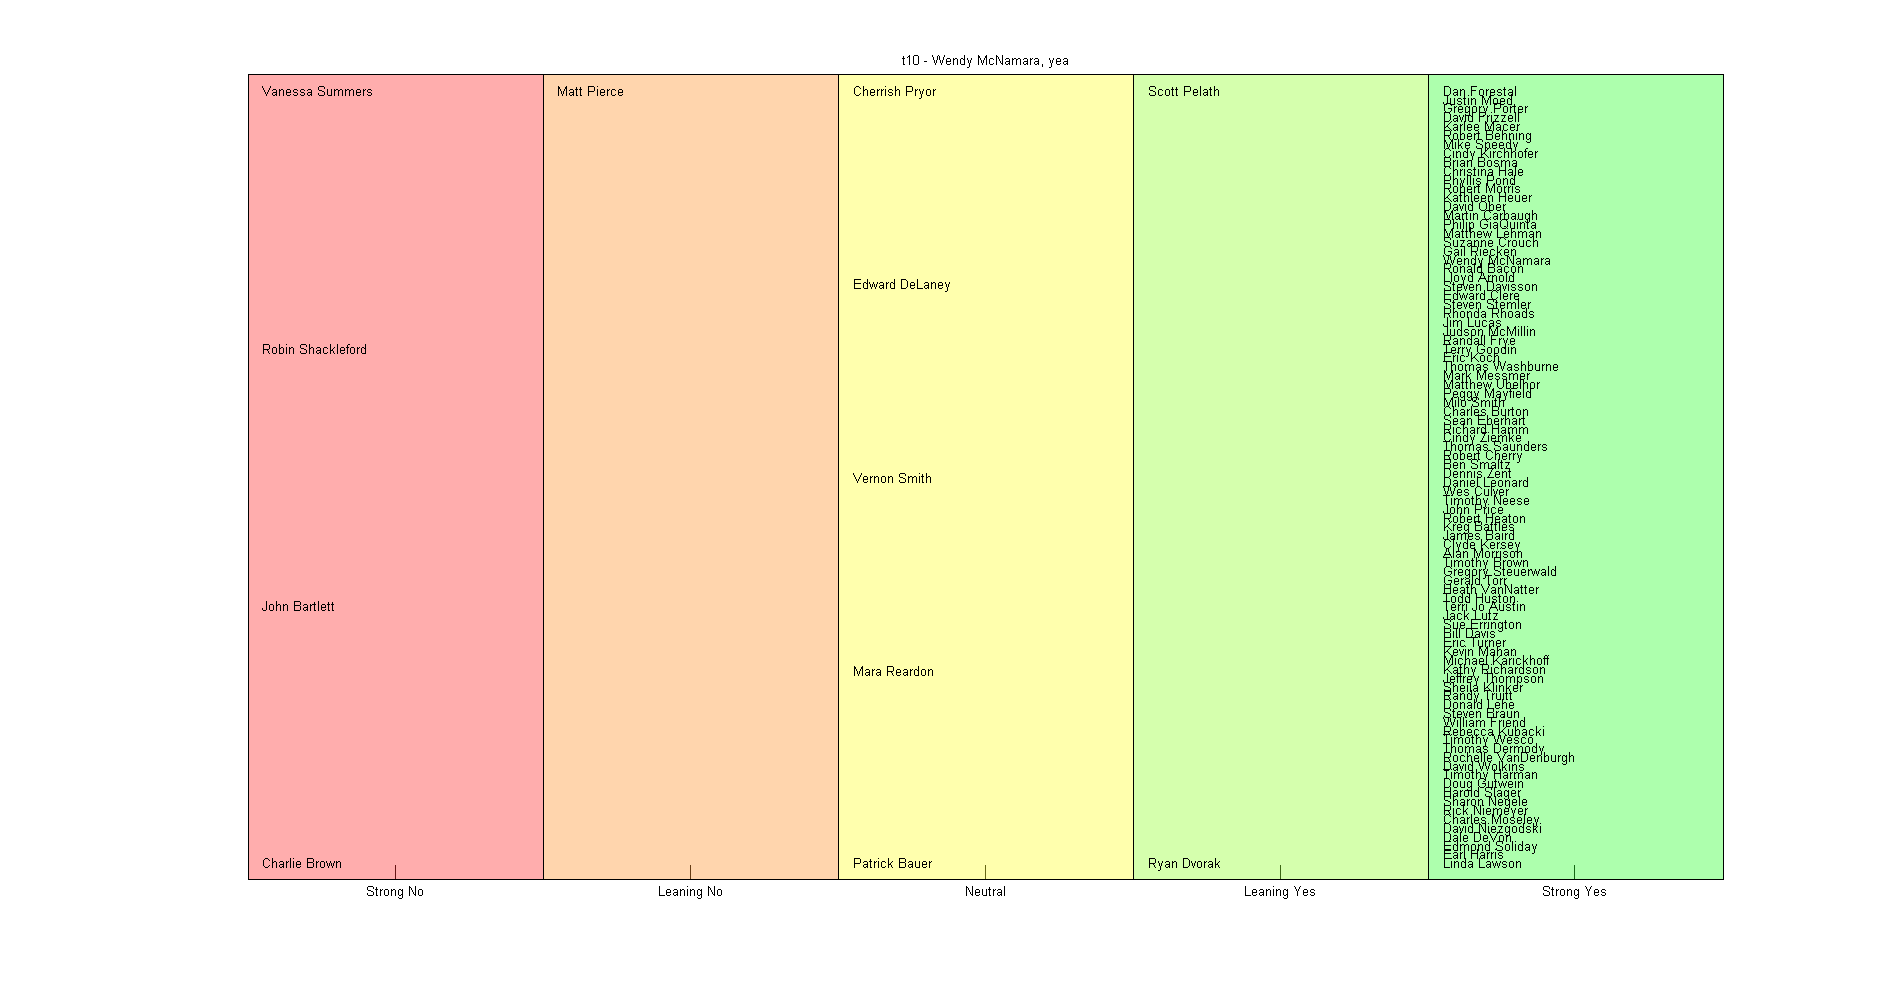 t10 - Wendy McNamara, yea
Vanessa Summers
Robin Shackleford
John Bartlett
Charlie Brown
Matt Pierce
Cherrish Pryor
Edward DeLaney
Vernon Smith
Mara Reardon
Patrick Bauer
Scott Pelath
Ryan Dvorak
Dan Forestal
Justin Moed
Gregory Porter
David Frizzell
Karlee Macer
Robert Behning
Mike Speedy
Cindy Kirchhofer
Brian Bosma
Christina Hale
Phyllis Pond
Robert Morris
Kathleen Heuer
David Ober
Martin Carbaugh
Philip GiaQuinta
Matthew Lehman
Suzanne Crouch
Gail Riecken
Wendy McNamara
Ronald Bacon
Lloyd Arnold
Steven Davisson
Edward Clere
Steven Stemler
Rhonda Rhoads
Jim Lucas
Judson McMillin
Randall Frye
Terry Goodin
Eric Koch
Thomas Washburne
Mark Messmer
Matthew Ubelhor
Peggy Mayfield
Milo Smith
Charles Burton
Sean Eberhart
Richard Hamm
Cindy Ziemke
Thomas Saunders
Robert Cherry
Ben Smaltz
Dennis Zent
Daniel Leonard
Wes Culver
Timothy Neese
John Price
Robert Heaton
Kreg Battles
James Baird
Clyde Kersey
Alan Morrison
Timothy Brown
Gregory Steuerwald
Gerald Torr
Heath VanNatter
Todd Huston
Terri Jo Austin
Jack Lutz
Sue Errington
Bill Davis
Eric Turner
Kevin Mahan
Michael Karickhoff
Kathy Richardson
Jeffrey Thompson
Sheila Klinker
Randy Truitt
Donald Lehe
Steven Braun
William Friend
Rebecca Kubacki
Timothy Wesco
Thomas Dermody
Rochelle VanDenburgh
David Wolkins
Timothy Harman
Doug Gutwein
Harold Slager
Sharon Negele
Rick Niemeyer
Charles Moseley
David Niezgodski
Dale DeVon
Edmond Soliday
Earl Harris
Linda Lawson
Strong No
Leaning No
Neutral
Leaning Yes
Strong Yes